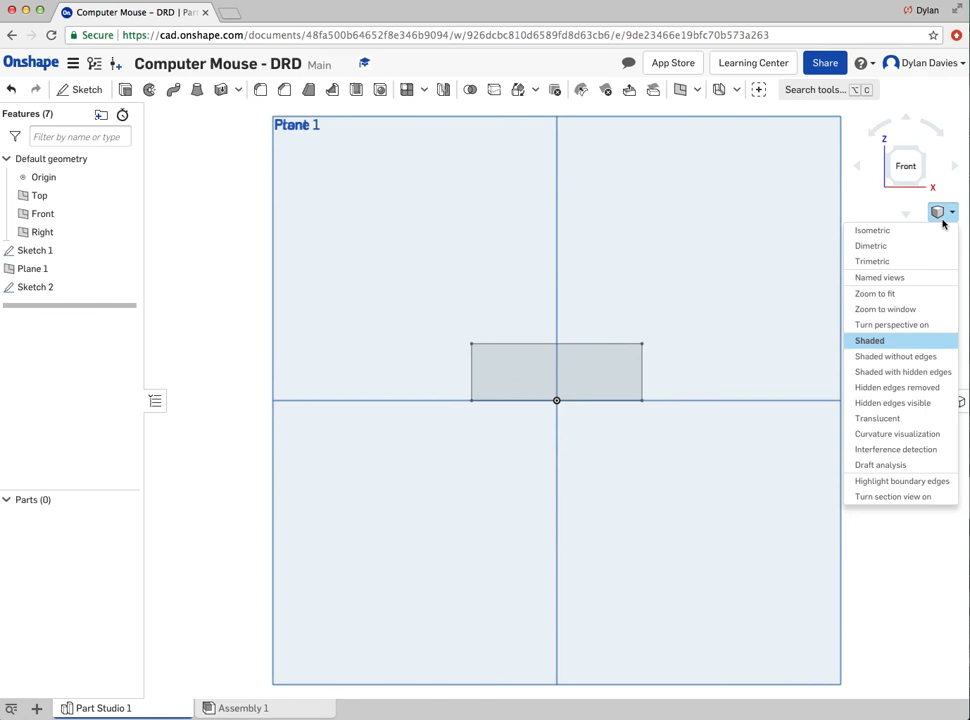 Computer Mouse - DRD | Part
Dylan
Secure
https://cad.onshape.com/documents/48fa500b64652f8e346b9094/w/926dcbc810d6589fd8d63cb6/e/9de23466e19bfc70b573a263
Onshape
Computer Mouse - DRD Main
App Store
Learning Center
Share
Dylan Davies
Sketch
Search tools... ⌥ C
Features (7)
Filter by name or type
Default geometry
Origin
Top
Front
Right
Sketch 1
Plane 1
Sketch 2
Parts (0)
Plane 1
Z
Front
X
Isometric
Dimetric
Trimetric
Named views
Zoom to fit
Zoom to window
Turn perspective on
Shaded
Shaded without edges
Shaded with hidden edges
Hidden edges removed
Hidden edges visible
Translucent
Curvature visualization
Interference detection
Draft analysis
Highlight boundary edges
Turn section view on
Part Studio 1
Assembly 1